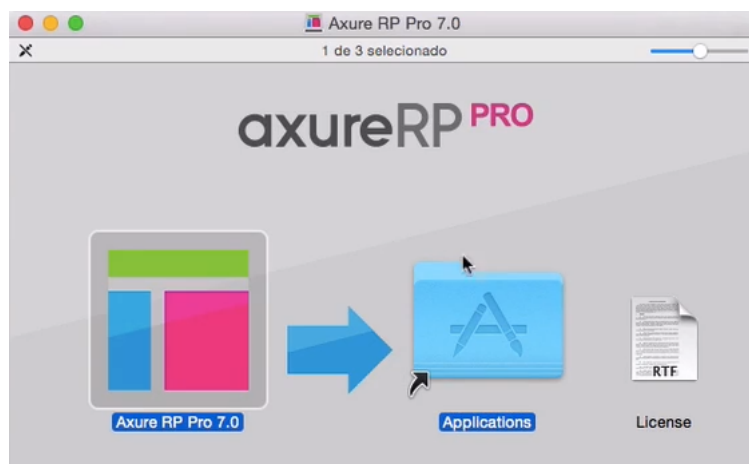 Axure RP Pro 7.0
1 de 3 selecionado
axureRP PRO
RTF
Axure RP Pro 7.0
Applications
License